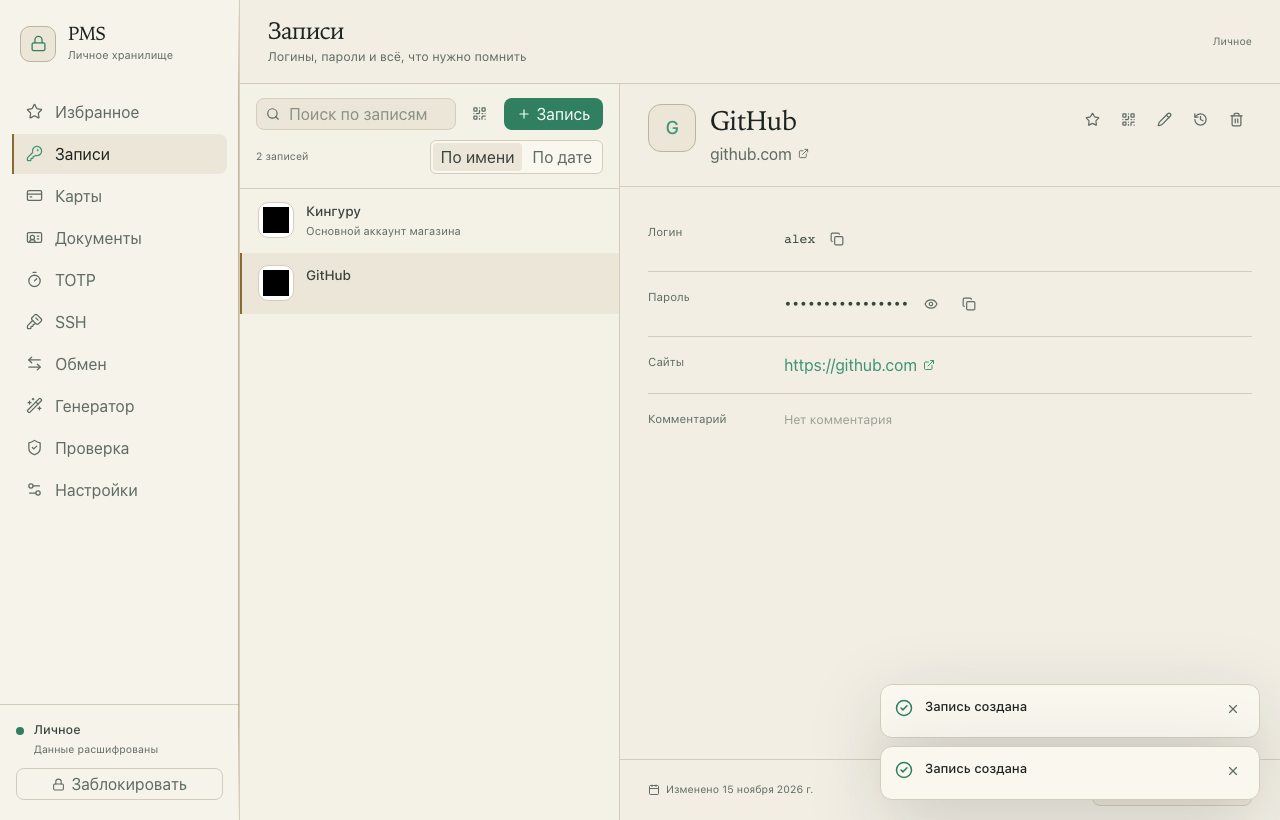 PMS
Личное хранилище
Избранное
Записи
Карты
Документы
TOTP
SSH
Обмен
Генератор
Проверка
Настройки
Личное
Данные расшифрованы
Заблокировать
Записи
Логины, пароли и всё, что нужно помнить
Личное
Поиск по записям
Запись
2 записей
По имени
По дате
Кингуру
Основной аккаунт магазина
GitHub
G
GitHub
github.com
Логин
alex
Пароль
••••••••••••••••
Сайты
https://github.com
Комментарий
Нет комментария
Изменено 15 ноября 2026 г.
Запись создана
Запись создана